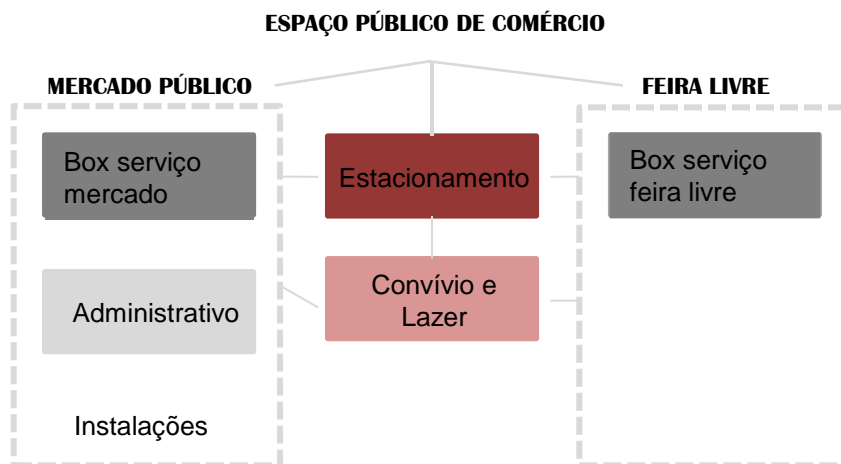 ESPAÇO PÚBLICO DE COMÉRCIO
MERCADO PÚBLICO
FEIRA LIVRE
Box serviço
mercado
Estacionamento
Box serviço
feira livre
Administrativo
Convívio e
Lazer
Instalações